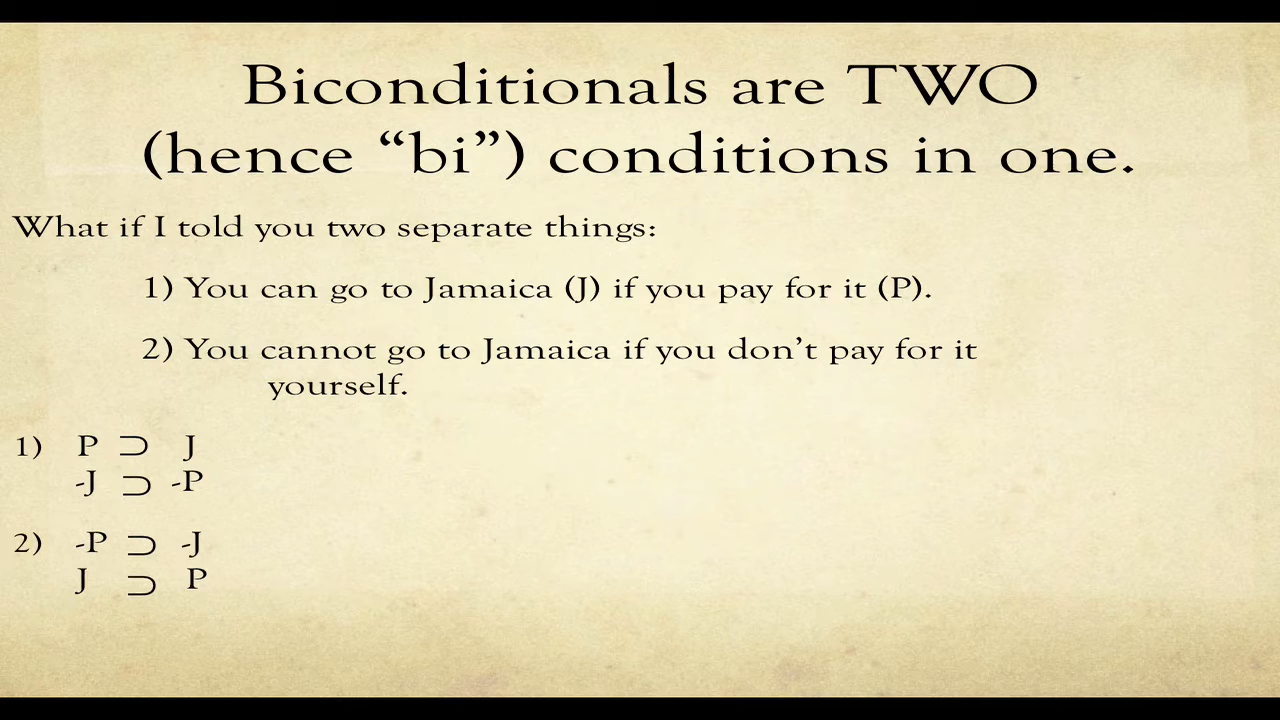 Biconditionals are TWO
(hence “bi”) conditions in one.
What if I told you two separate things:
1) You can go to Jamaica (J) if you pay for it (P).
2) You cannot go to Jamaica if you don’t pay for it
yourself.
1) P ⊃ J
-J ⊃ -P
2) -P ⊃ -J
J ⊃ P